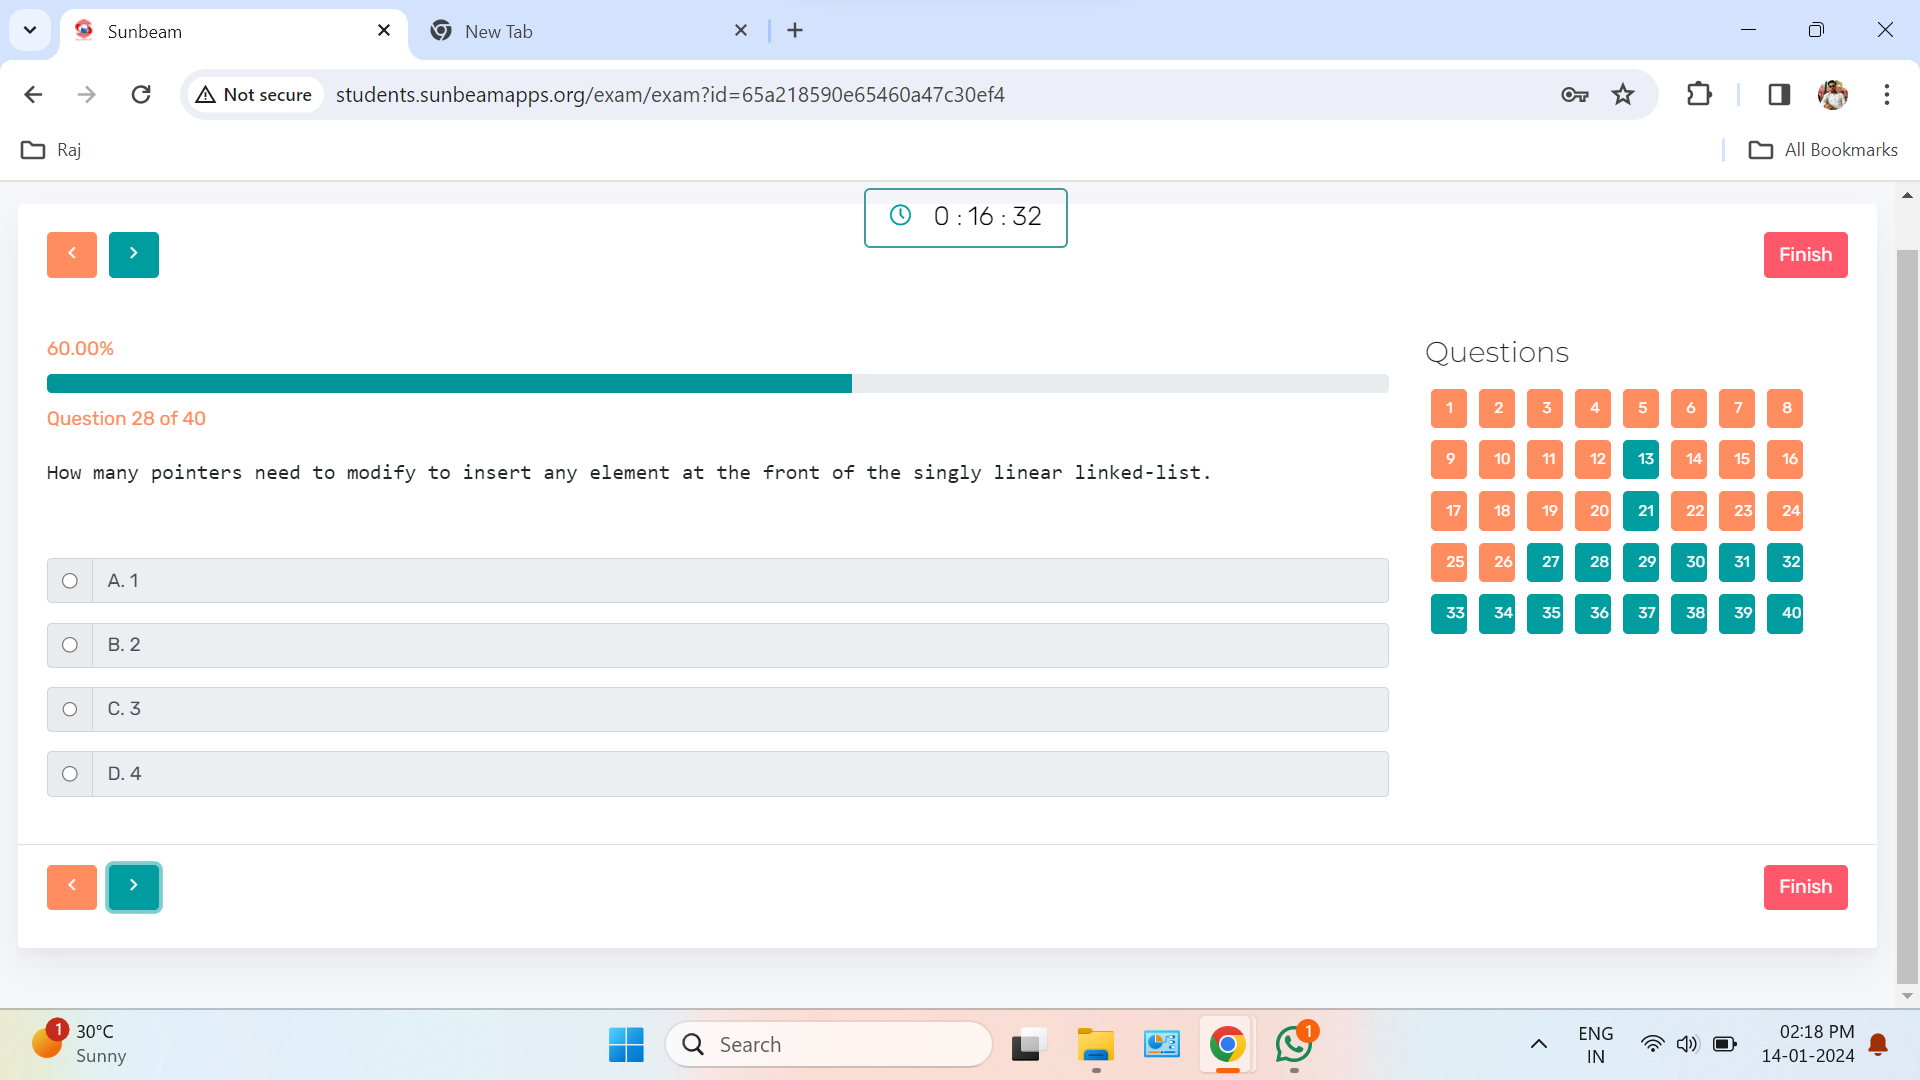 Sunbeam
New Tab
Not secure
students.sunbeamapps.org/exam/exam?id=65a218590e65460a47c30ef4
Raj
All Bookmarks
0 : 16 : 32
Finish
60.00%
Question 28 of 40
How many pointers need to modify to insert any element at the front of the singly linear linked-list.
A. 1
B. 2
C. 3
D. 4
Questions
1 2 3 4 5 6 7 8
9 10 11 12 13 14 15 16
17 18 19 20 21 22 23 24
25 26 27 28 29 30 31 32
33 34 35 36 37 38 39 40
Finish
1
30°C
Sunny
Search
1
ENG
IN
02:18 PM
14-01-2024